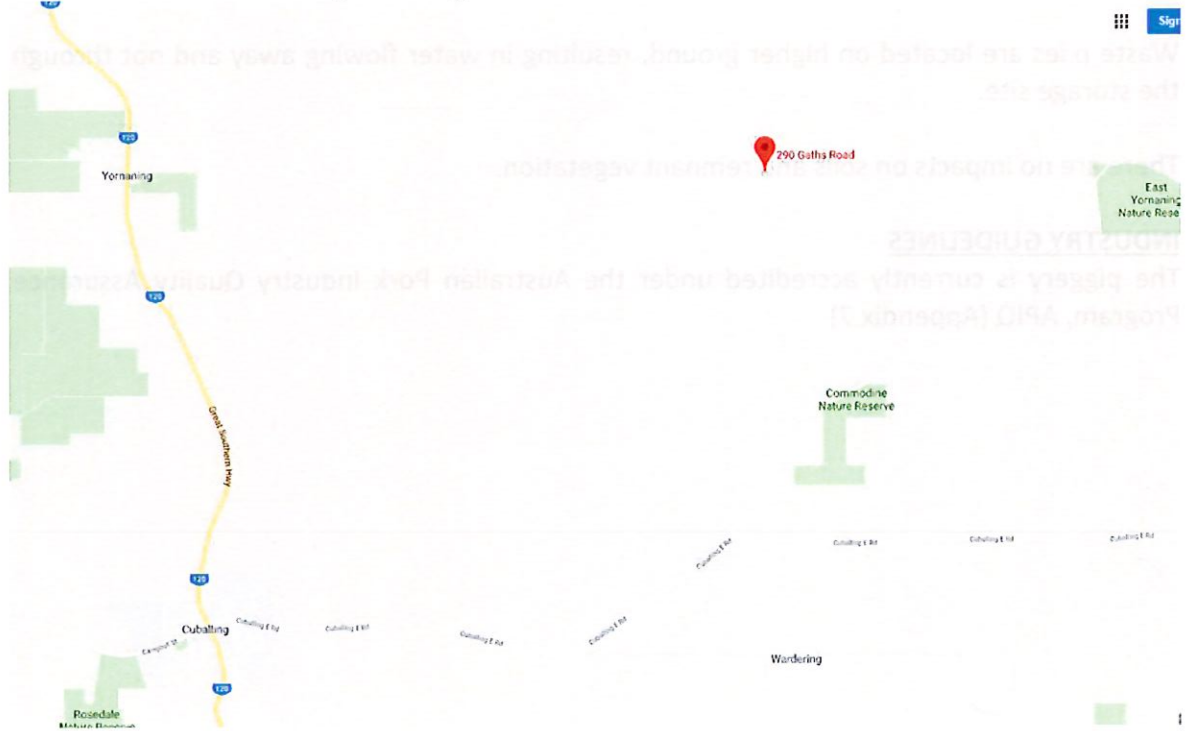 120
Sign
Waste piles are located on higher ground, resulting in water flowing away and not through
the storage site.
120
290 Gaths Road
There are no impacts on soils and remnant vegetation.
Yornaning
East
Yornaning
Nature Rese
INDUSTRY GUIDELINES
The piggery is currently accredited under the Australian Pork Industry Quality Assurance
Program, APIQ (Appendix 7)
120
Commodine
Nature Reserve
Great Southern Hwy
Cuballing E Rd
Cuballing E Rd
Cuballing E Rd
Cuballing E Rd
120
Cuballing
Cuballing E Rd
Cuballing E Rd
Cuballing E Rd
Cuballing E Rd
Campbell St
Wardering
120
Rosedale
Nature Reserve